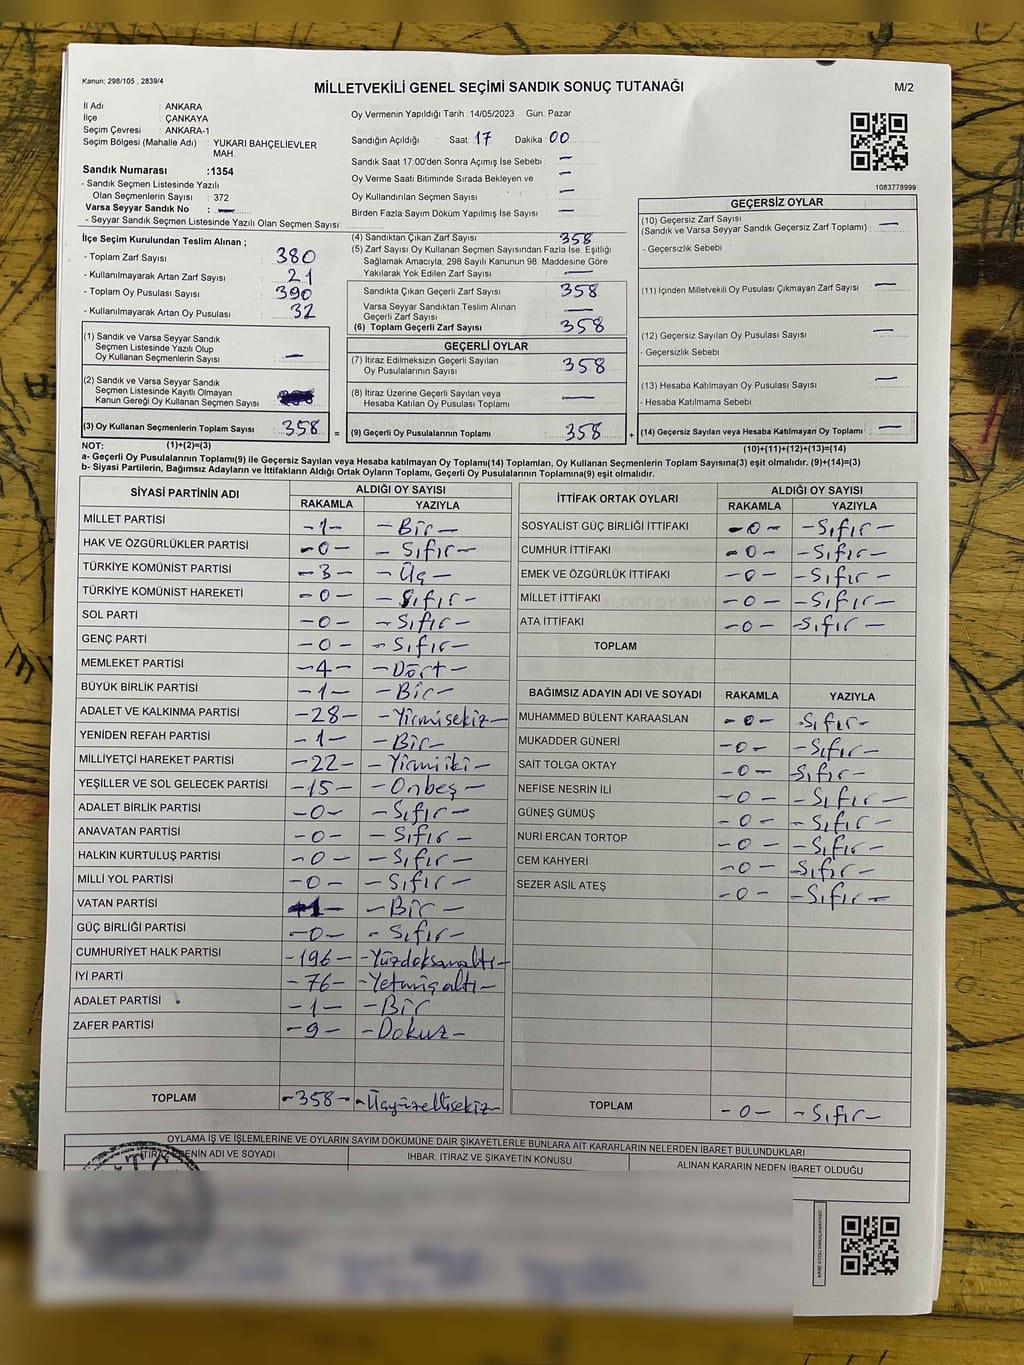 Kanun; 298/105 , 2839/4
MİLLETVEKİLİ GENEL SEÇİMİ SANDIK SONUÇ TUTANAĞI
M/2
İl Adı : ANKARA
İlçe : ÇANKAYA
Seçim Çevresi : ANKARA-1
Seçim Bölgesi (Mahalle Adı) : YUKARI BAHÇELİEVLER
MAH.
Sandık Numarası :1354
- Sandık Seçmen Listesinde Yazılı
Olan Seçmenlerin Sayısı : 372
Varsa Seyyar Sandık No : —
- Seyyar Sandık Seçmen Listesinde Yazılı Olan Seçmen Sayısı:
Oy Vermenin Yapıldığı Tarih :14/05/2023 Gün: Pazar
Sandığın Açıldığı Saat: 17 Dakika 00
Sandık Saat 17:00'den Sonra Açımış İse Sebebi : —
Oy Verme Saati Bitiminde Sırada Bekleyen ve —
Oy Kullandırılan Seçmen Sayısı : —
Birden Fazla Sayım Döküm Yapılmış İse Sayısı : —
1083778999
İlçe Seçim Kurulundan Teslim Alınan ;
- Toplam Zarf Sayısı : 380
- Kullanılmayarak Artan Zarf Sayısı : 21
- Toplam Oy Pusulası Sayısı : 390
- Kullanılmayarak Artan Oy Pusulası : 32
(1) Sandık ve Varsa Seyyar Sandık
Seçmen Listesinde Yazılı Olup
Oy Kullanan Seçmenlerin Sayısı : —
(2) Sandık ve Varsa Seyyar Sandık
Seçmen Listesinde Kayıtlı Olmayan
Kanun Gereği Oy Kullanan Seçmen Sayısı :
(3) Oy Kullanan Seçmenlerin Toplam Sayısı : 358
(4) Sandıktan Çıkan Zarf Sayısı : 358
(5) Zarf Sayısı Oy Kullanan Seçmen Sayısından Fazla İse, Eşitliği
Sağlamak Amacıyla, 298 Sayılı Kanunun 98. Maddesine Göre
Yakılarak Yok Edilen Zarf Sayısı : —
Sandıkta Çıkan Geçerli Zarf Sayısı : 358
Varsa Seyyar Sandıktan Teslim Alınan
Geçerli Zarf Sayısı : —
(6) Toplam Geçerli Zarf Sayısı : 358
GEÇERLİ OYLAR
(7) İtiraz Edilmeksizin Geçerli Sayılan
Oy Pusulalarının Sayısı : 358
(8) İtiraz Üzerine Geçerli Sayılan veya
Hesaba Katılan Oy Pusulası Toplamı : —
= (9) Geçerli Oy Pusulalarının Toplamı : 358
GEÇERSİZ OYLAR
(10) Geçersiz Zarf Sayısı : —
(Sandık ve Varsa Seyyar Sandık Geçersiz Zarf Toplamı)
- Geçersizlik Sebebi :
(11) İçinden Milletvekili Oy Pusulası Çıkmayan Zarf Sayısı : —
(12) Geçersiz Sayılan Oy Pusulası Sayısı : —
- Geçersizlik Sebebi
(13) Hesaba Katılmayan Oy Pusulası Sayısı : —
- Hesaba Katılmama Sebebi
+ (14) Geçersiz Sayılan veya Hesaba Katılmayan Oy Toplamı : —
NOT: (1)+(2)=(3)
(10)+(11)+(12)+(13)=(14)
a- Geçerli Oy Pusulalarının Toplamı(9) ile Geçersiz Sayılan veya Hesaba katılmayan Oy Toplamı(14) Toplamları, Oy Kullanan Seçmenlerin Toplam Sayısına(3) eşit olmalıdır. (9)+(14)=(3)
b- Siyasi Partilerin, Bağımsız Adayların ve İttifakların Aldığı Ortak Oyların Toplamı, Geçerli Oy Pusulalarının Toplamına(9) eşit olmalıdır.
SİYASİ PARTİNİN ADI
ALDIĞI OY SAYISI
RAKAMLA YAZIYLA
MİLLET PARTİSİ -1- -Bir-
HAK VE ÖZGÜRLÜKLER PARTİSİ -0- -Sıfır-
TÜRKİYE KOMÜNİST PARTİSİ -3- -Üç-
TÜRKİYE KOMÜNİST HAREKETİ -0- -Sıfır-
SOL PARTİ -0- -Sıfır-
GENÇ PARTİ -0- -Sıfır-
MEMLEKET PARTİSİ -4- -Dört-
BÜYÜK BİRLİK PARTİSİ -1- -Bir-
ADALET VE KALKINMA PARTİSİ -28- -Yirmisekiz-
YENİDEN REFAH PARTİSİ -1- -Bir-
MİLLİYETÇİ HAREKET PARTİSİ -22- -Yirmiiki-
YEŞİLLER VE SOL GELECEK PARTİSİ -15- -Onbeş-
ADALET BİRLİK PARTİSİ -0- -Sıfır-
ANAVATAN PARTİSİ -0- -Sıfır-
HALKIN KURTULUŞ PARTİSİ -0- -Sıfır-
MİLLİ YOL PARTİSİ -0- -Sıfır-
VATAN PARTİSİ -1- -Bir-
GÜÇ BİRLİĞİ PARTİSİ -0- -Sıfır-
CUMHURİYET HALK PARTİSİ -196- -Yüzdoksanaltı-
İYİ PARTİ -76- -Yetmişaltı-
ADALET PARTİSİ -1- -Bir
ZAFER PARTİSİ -9- -Dokuz-
TOPLAM -358- -Üçyüzellisekiz-
İTTİFAK ORTAK OYLARI
ALDIĞI OY SAYISI
RAKAMLA YAZIYLA
SOSYALİST GÜÇ BİRLİĞİ İTTİFAKI -0- -Sıfır-
CUMHUR İTTİFAKI -0- -Sıfır-
EMEK VE ÖZGÜRLÜK İTTİFAKI -0- -Sıfır-
MİLLET İTTİFAKI -0- -Sıfır-
ATA İTTİFAKI -0- -Sıfır-
TOPLAM
BAĞIMSIZ ADAYIN ADI VE SOYADI RAKAMLA YAZIYLA
MUHAMMED BÜLENT KARAASLAN -0- -Sıfır-
MUKADDER GÜNERİ -0- -Sıfır-
SAİT TOLGA OKTAY -0- -Sıfır-
NEFİSE NESRİN İLİ -0- -Sıfır-
GÜNEŞ GÜMÜŞ -0- -Sıfır-
NURİ ERCAN TORTOP -0- -Sıfır-
CEM KAHYERİ -0- -Sıfır-
SEZER ASİL ATEŞ -0- -Sıfır-
TOPLAM -0- -Sıfır-
OYLAMA İŞ VE İŞLEMLERİNE VE OYLARIN SAYIM DÖKÜMÜNE DAİR ŞİKAYETLERLE BUNLARA AİT KARARLARIN NELERDEN İBARET BULUNDUKLARI
İTİRAZ EDENİN ADI VE SOYADI
İHBAR, İTİRAZ VE ŞİKAYETİN KONUSU
ALINAN KARARIN NEDEN İBARET OLDUĞU